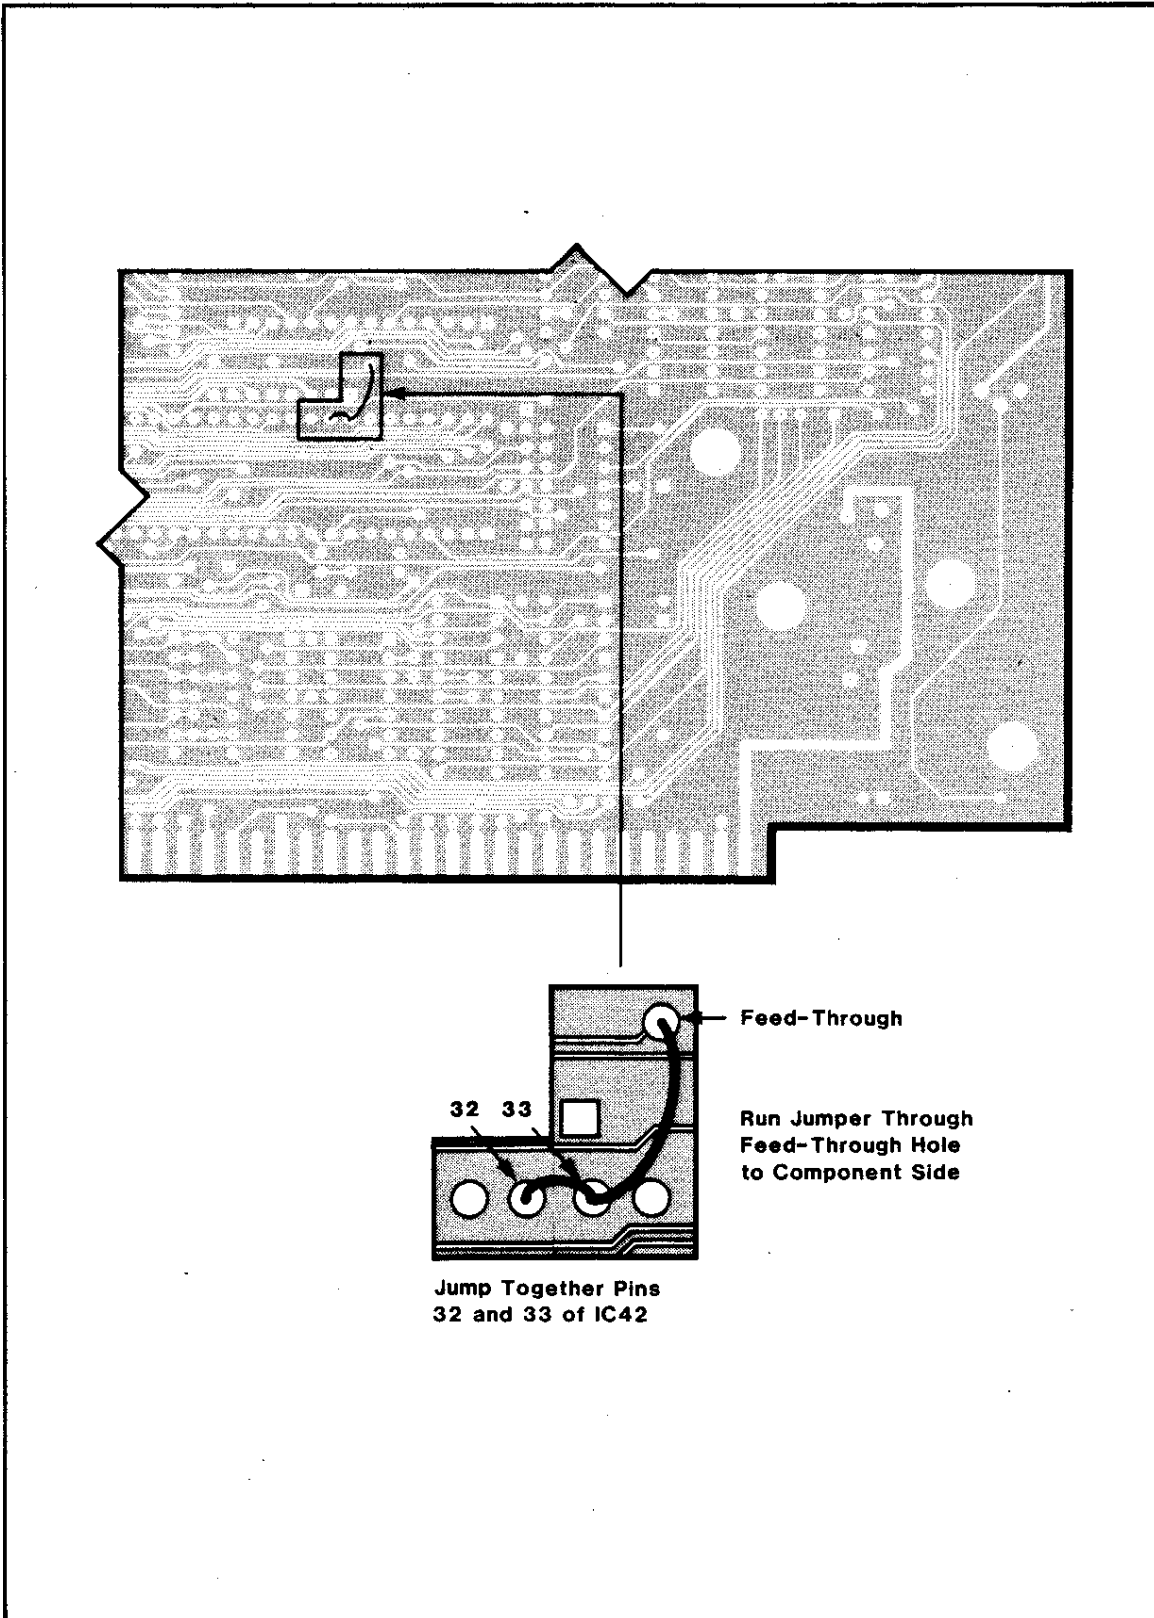 Feed-Through
32 33
Run Jumper Through
Feed-Through Hole
to Component Side
Jump Together Pins
32 and 33 of IC42